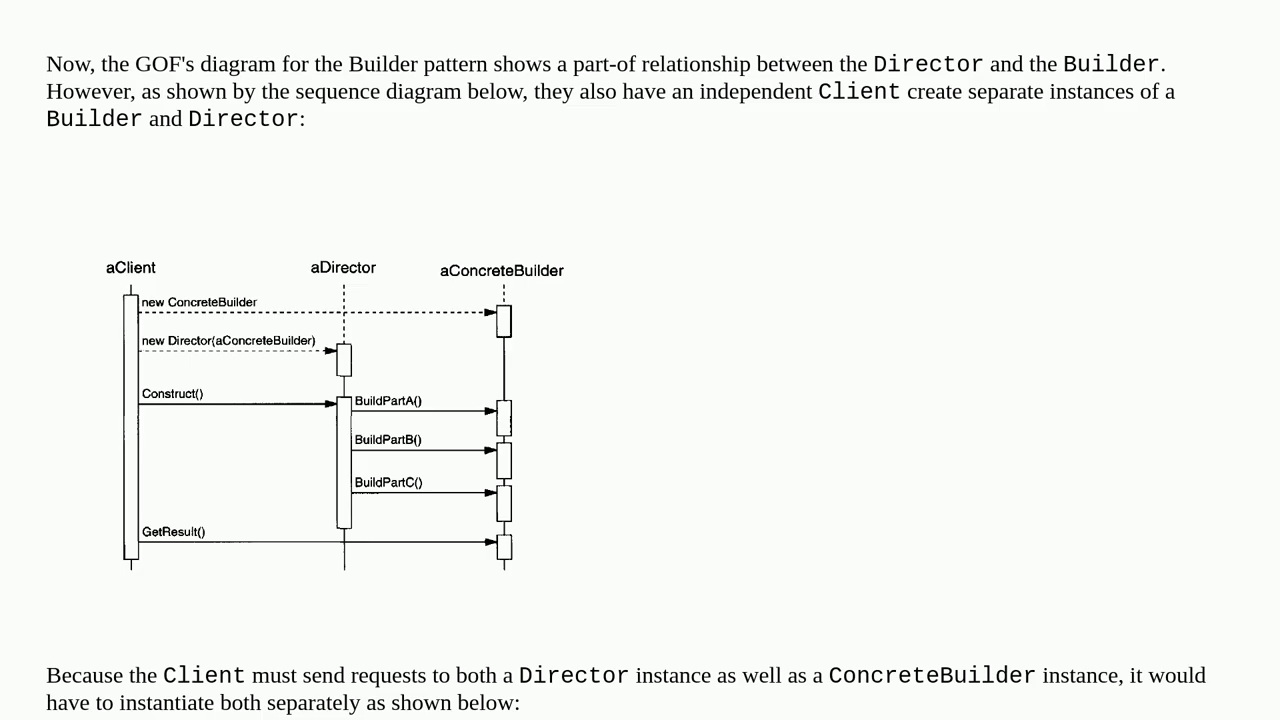 Now, the GOF's diagram for the Builder pattern shows a part-of relationship between the Director and the Builder.
However, as shown by the sequence diagram below, they also have an independent Client create separate instances of a
Builder and Director:
aClient
aDirector
aConcreteBuilder
new ConcreteBuilder
new Director(aConcreteBuilder)
Construct()
BuildPartA()
BuildPartB()
BuildPartC()
GetResult()
Because the Client must send requests to both a Director instance as well as a ConcreteBuilder instance, it would
have to instantiate both separately as shown below: